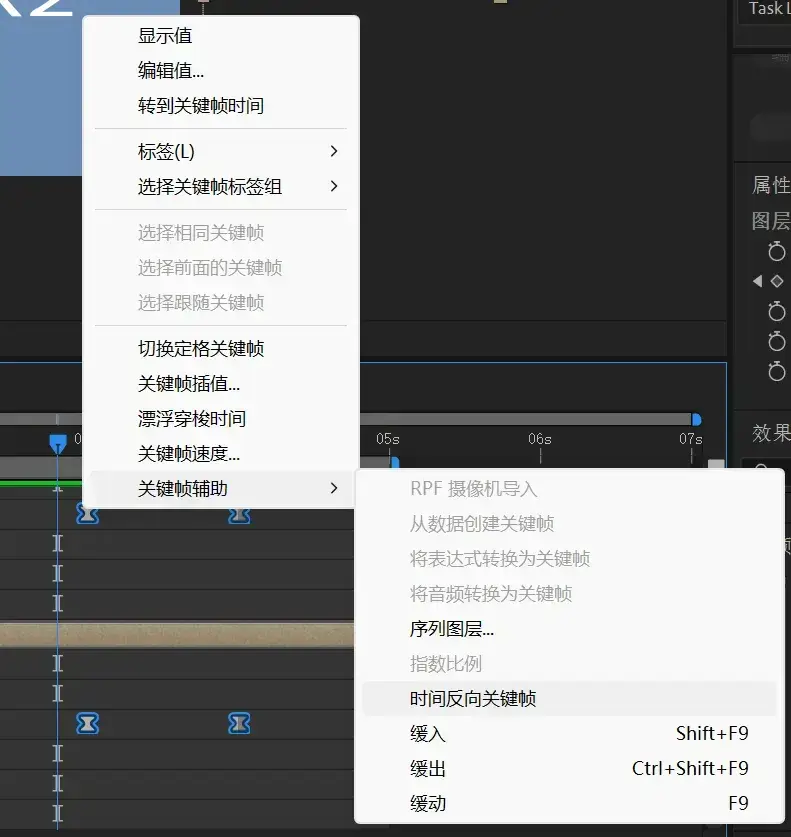 显示值
编辑值...
转到关键帧时间
标签(L)
选择关键帧标签组
选择相同关键帧
选择前面的关键帧
选择跟随关键帧
切换定格关键帧
关键帧插值...
漂浮穿梭时间
关键帧速度...
关键帧辅助
RPF 摄像机导入
从数据创建关键帧
将表达式转换为关键帧
将音频转换为关键帧
序列图层...
指数比例
时间反向关键帧
缓入 Shift+F9
缓出 Ctrl+Shift+F9
缓动 F9
05s 06s 07s
Task L
属性
图层
效果